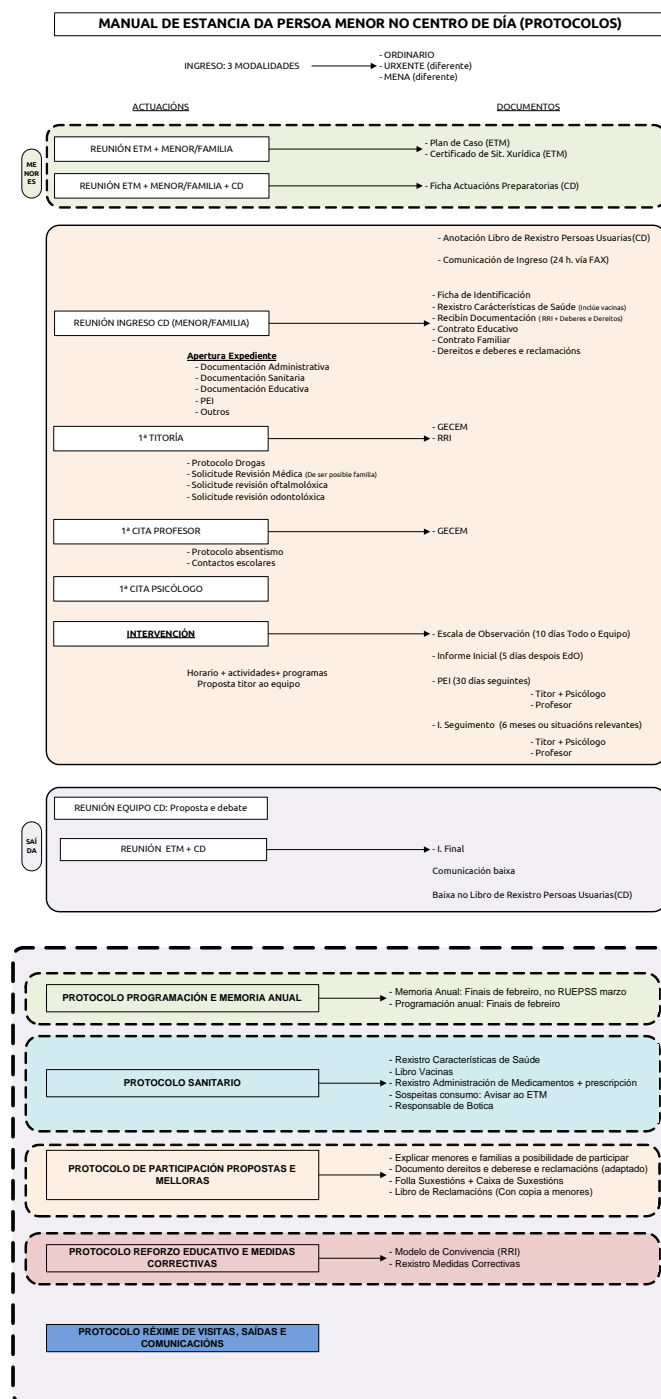 MANUAL DE ESTANCIA DA PERSOA MENOR NO CENTRO DE DÍA (PROTOCOLOS)
INGRESO: 3 MODALIDADES
- ORDINARIO
- URXENTE (diferente)
- MENA (diferente)
ACTUACIÓNS
DOCUMENTOS
ME
NOR
ES
REUNIÓN ETM + MENOR/FAMILIA
- Plan de Caso (ETM)
- Certificado de Sit. Xurídica (ETM)
REUNIÓN ETM + MENOR/FAMILIA + CD
- Ficha Actuacións Preparatorias (CD)
- Anotación Libro de Rexistro Persoas Usuarias(CD)
- Comunicación de Ingreso (24 h. vía FAX)
REUNIÓN INGRESO CD (MENOR/FAMILIA)
- Ficha de Identificación
- Rexistro Carácterísticas de Saúde (Inclúe vacinas)
- Recibín Documentación ( RRI + Deberes e Dereitos)
- Contrato Educativo
- Contrato Familiar
- Dereitos e deberes e reclamacións
Apertura Expediente
- Documentación Administrativa
- Documentación Sanitaria
- Documentación Educativa
- PEI
- Outros
1ª TITORÍA
- GECEM
- RRI
- Protocolo Drogas
- Solicitude Revisión Médica (De ser posible familia)
- Solicitude revisión oftalmolóxica
- Solicitude revisión odontolóxica
1ª CITA PROFESOR
- GECEM
- Protocolo absentismo
- Contactos escolares
1ª CITA PSICÓLOGO
INTERVENCIÓN
- Escala de Observación (10 días Todo o Equipo)
- Informe Inicial (5 días despois EdO)
Horario + actividades+ programas
Proposta titor ao equipo
- PEI (30 días seguintes)
- Titor + Psicólogo
- Profesor
- I. Seguimento (6 meses ou situacións relevantes)
- Titor + Psicólogo
- Profesor
SAÍ
DA
REUNIÓN EQUIPO CD: Proposta e debate
REUNIÓN ETM + CD
- I. Final
Comunicación baixa
Baixa no Libro de Rexistro Persoas Usuarias(CD)
PROTOCOLO PROGRAMACIÓN E MEMORIA ANUAL
- Memoria Anual: Finais de febreiro, no RUEPSS marzo
- Programación anual: Finais de febreiro
PROTOCOLO SANITARIO
- Rexistro Características de Saúde
- Libro Vacinas
- Rexistro Administración de Medicamentos + prescripción
- Sospeitas consumo: Avisar ao ETM
- Responsable de Botica
PROTOCOLO DE PARTICIPACIÓN PROPOSTAS E
MELLORAS
- Explicar menores e familias a posibilidade de participar
- Documento dereitos e deberese e reclamacións (adaptado)
- Folla Suxestións + Caixa de Suxestións
- Libro de Reclamacións (Con copia a menores)
PROTOCOLO REFORZO EDUCATIVO E MEDIDAS
CORRECTIVAS
- Modelo de Convivencia (RRI)
- Rexistro Medidas Correctivas
PROTOCOLO RÉXIME DE VISITAS, SAÍDAS E
COMUNICACIÓNS